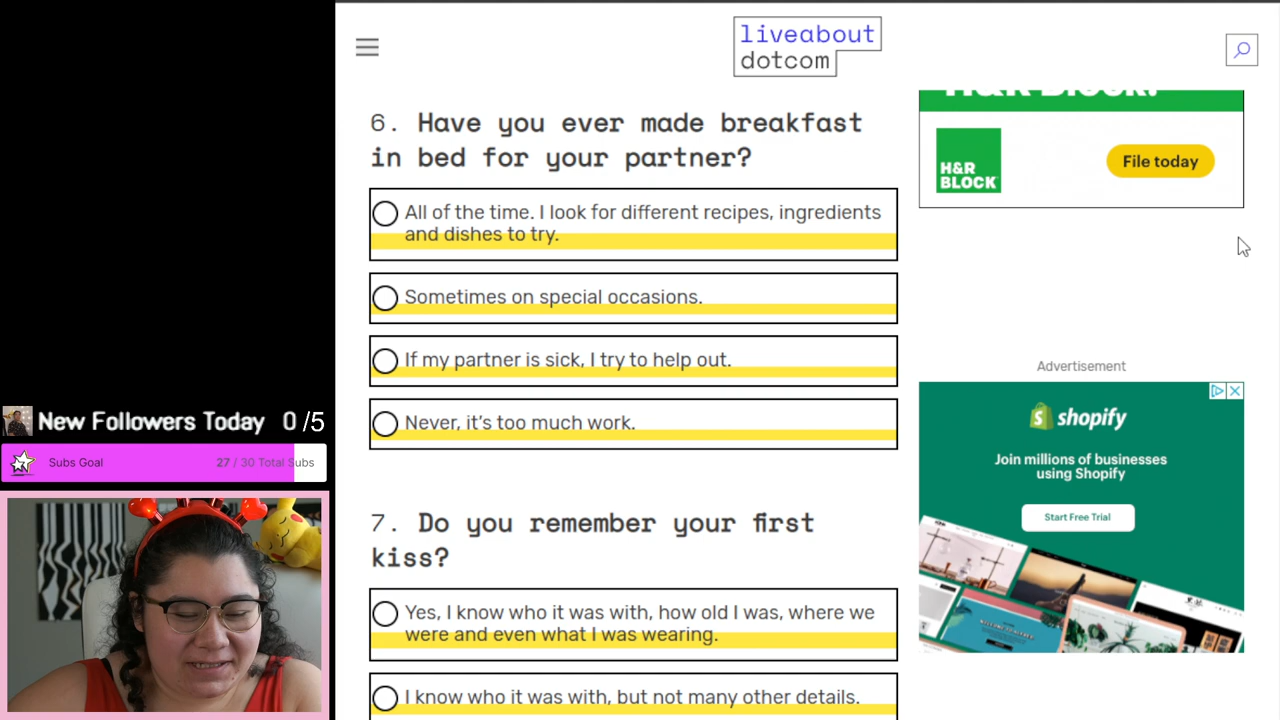 liveabout
dotcom
6. Have you ever made breakfast
in bed for your partner?
All of the time. I look for different recipes, ingredients
and dishes to try.
Sometimes on special occasions.
If my partner is sick, I try to help out.
Never, it's too much work.
7. Do you remember your first
kiss?
Yes, I know who it was with, how old I was, where we
were and even what I was wearing.
I know who it was with, but not many other details.
H&R Block.
H&R
BLOCK
File today
Advertisement
shopify
Join millions of businesses
using Shopify
Start Free Trial
New Followers Today 0 /5
Subs Goal 27 / 30 Total Subs